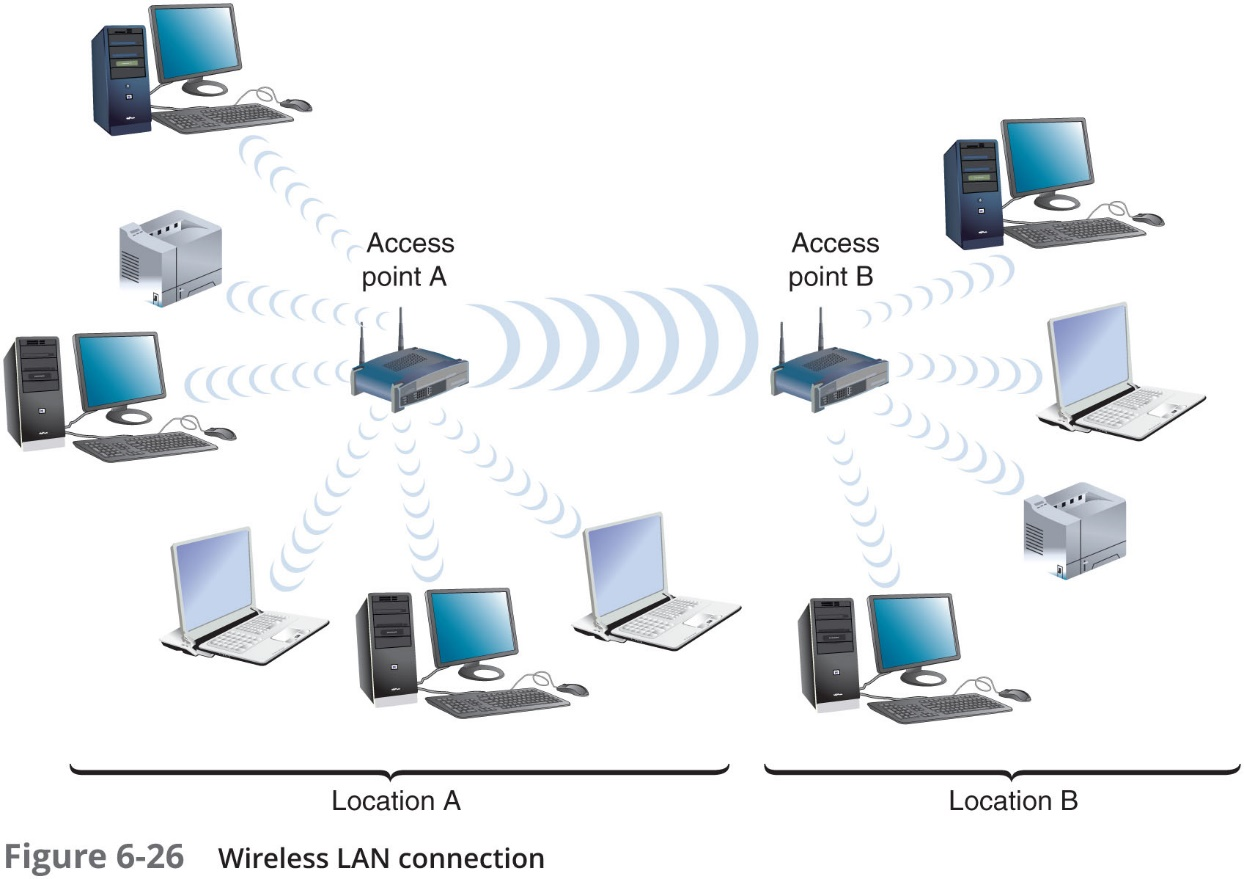 Access
point A
Access
point B
Location A
Location B
Figure 6-26 Wireless LAN connection